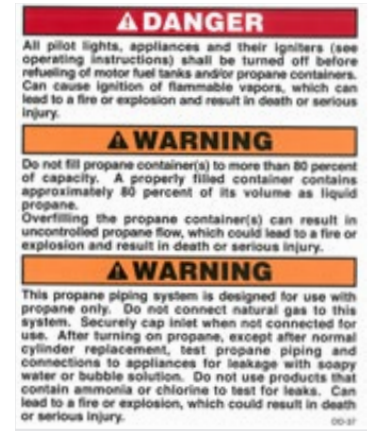 DANGER
All pilot lights, appliances and their igniters (see
operating instructions) shall be turned off before
refueling of motor fuel tanks and/or propane containers.
Can cause ignition of flammable vapors, which can
lead to a fire or explosion and result in death or serious
injury.
WARNING
Do not fill propane container(s) to more than 80 percent
of capacity. A properly filled container contains
approximately 80 percent of its volume as liquid
propane.
Overfilling the propane container(s) can result in
uncontrolled propane flow, which could lead to a fire or
explosion and result in death or serious injury.
WARNING
This propane piping system is designed for use with
propane only. Do not connect natural gas to this
system. Securely cap inlet when not connected for
use. After turning on propane, except after normal
cylinder replacement, test propane piping and
connections to appliances for leakage with soapy
water or bubble solution. Do not use products that
contain ammonia or chlorine to test for leaks. Can
lead to a fire or explosion, which could result in death
or serious injury.